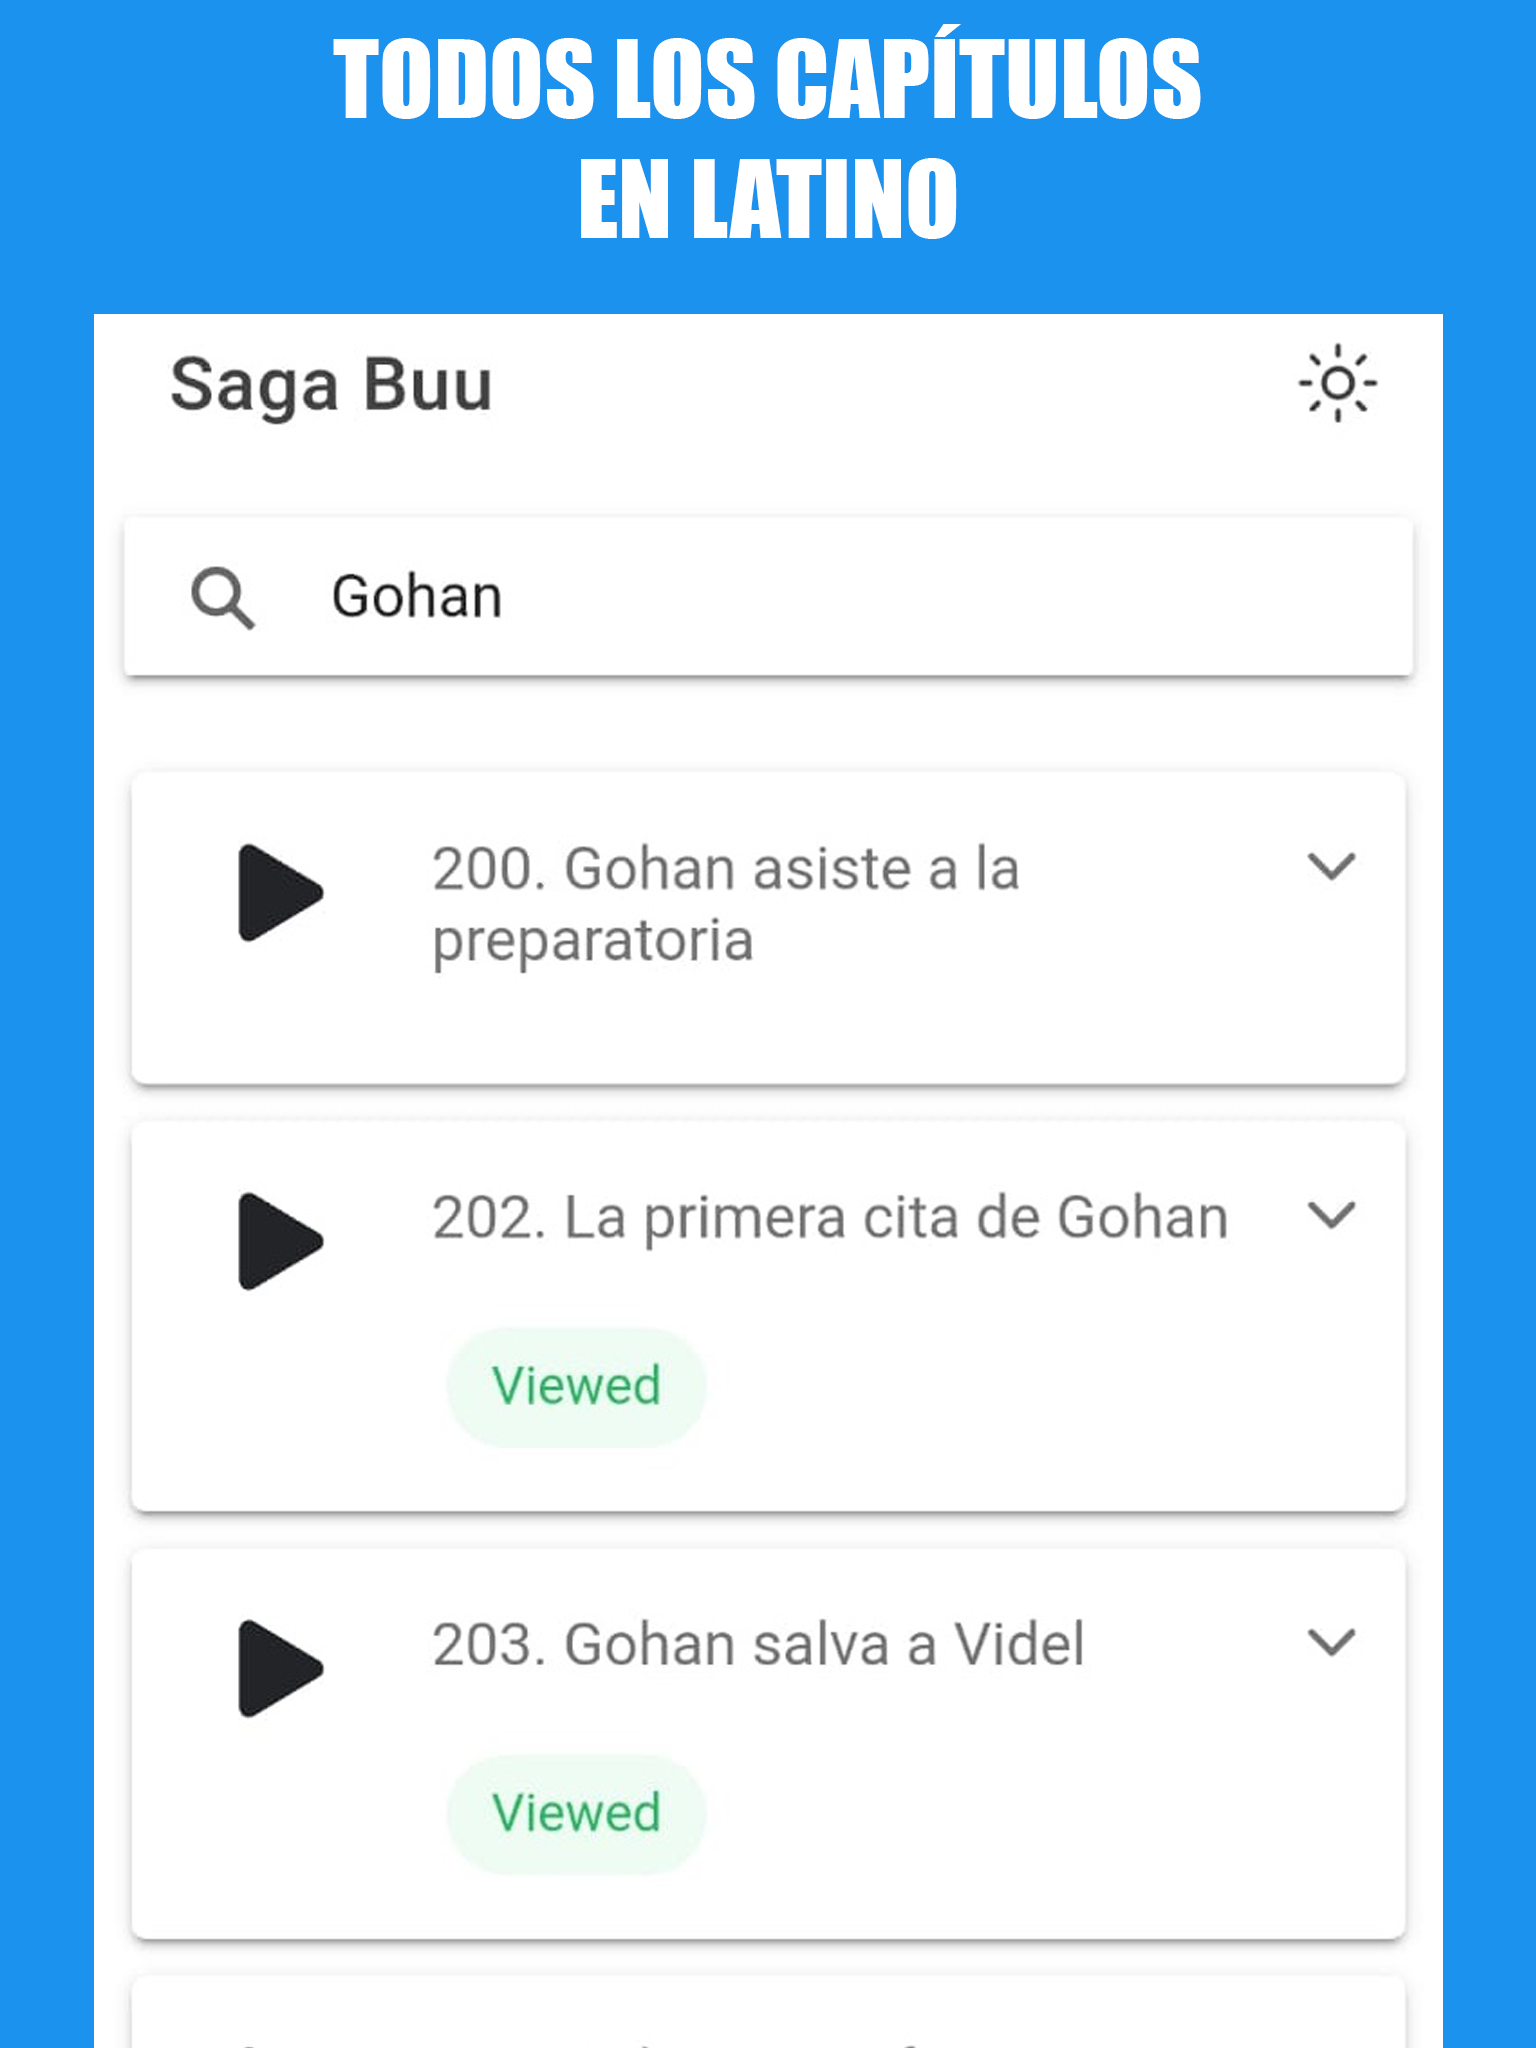 TODOS LOS CAPÍTULOS
EN LATINO
Saga Buu
Gohan
200. Gohan asiste a la
preparatoria
202. La primera cita de Gohan
Viewed
203. Gohan salva a Videl
Viewed